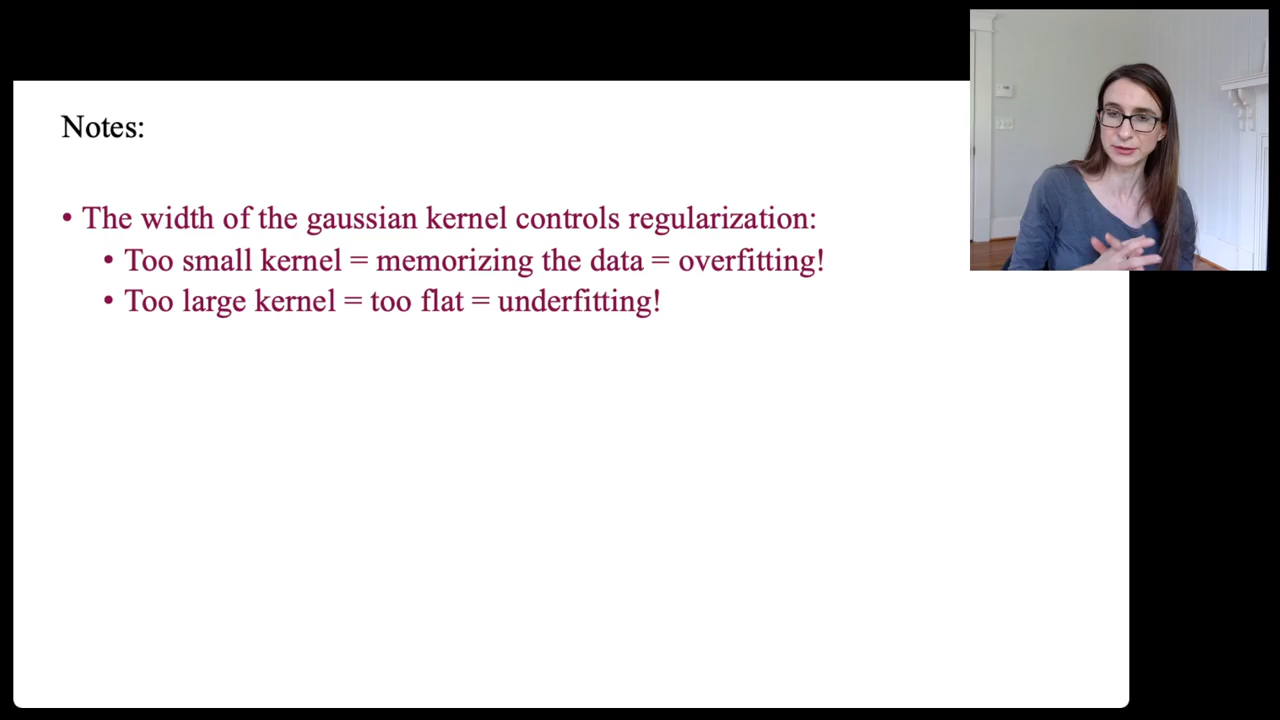 Notes:
• The width of the gaussian kernel controls regularization:
• Too small kernel = memorizing the data = overfitting!
• Too large kernel = too flat = underfitting!